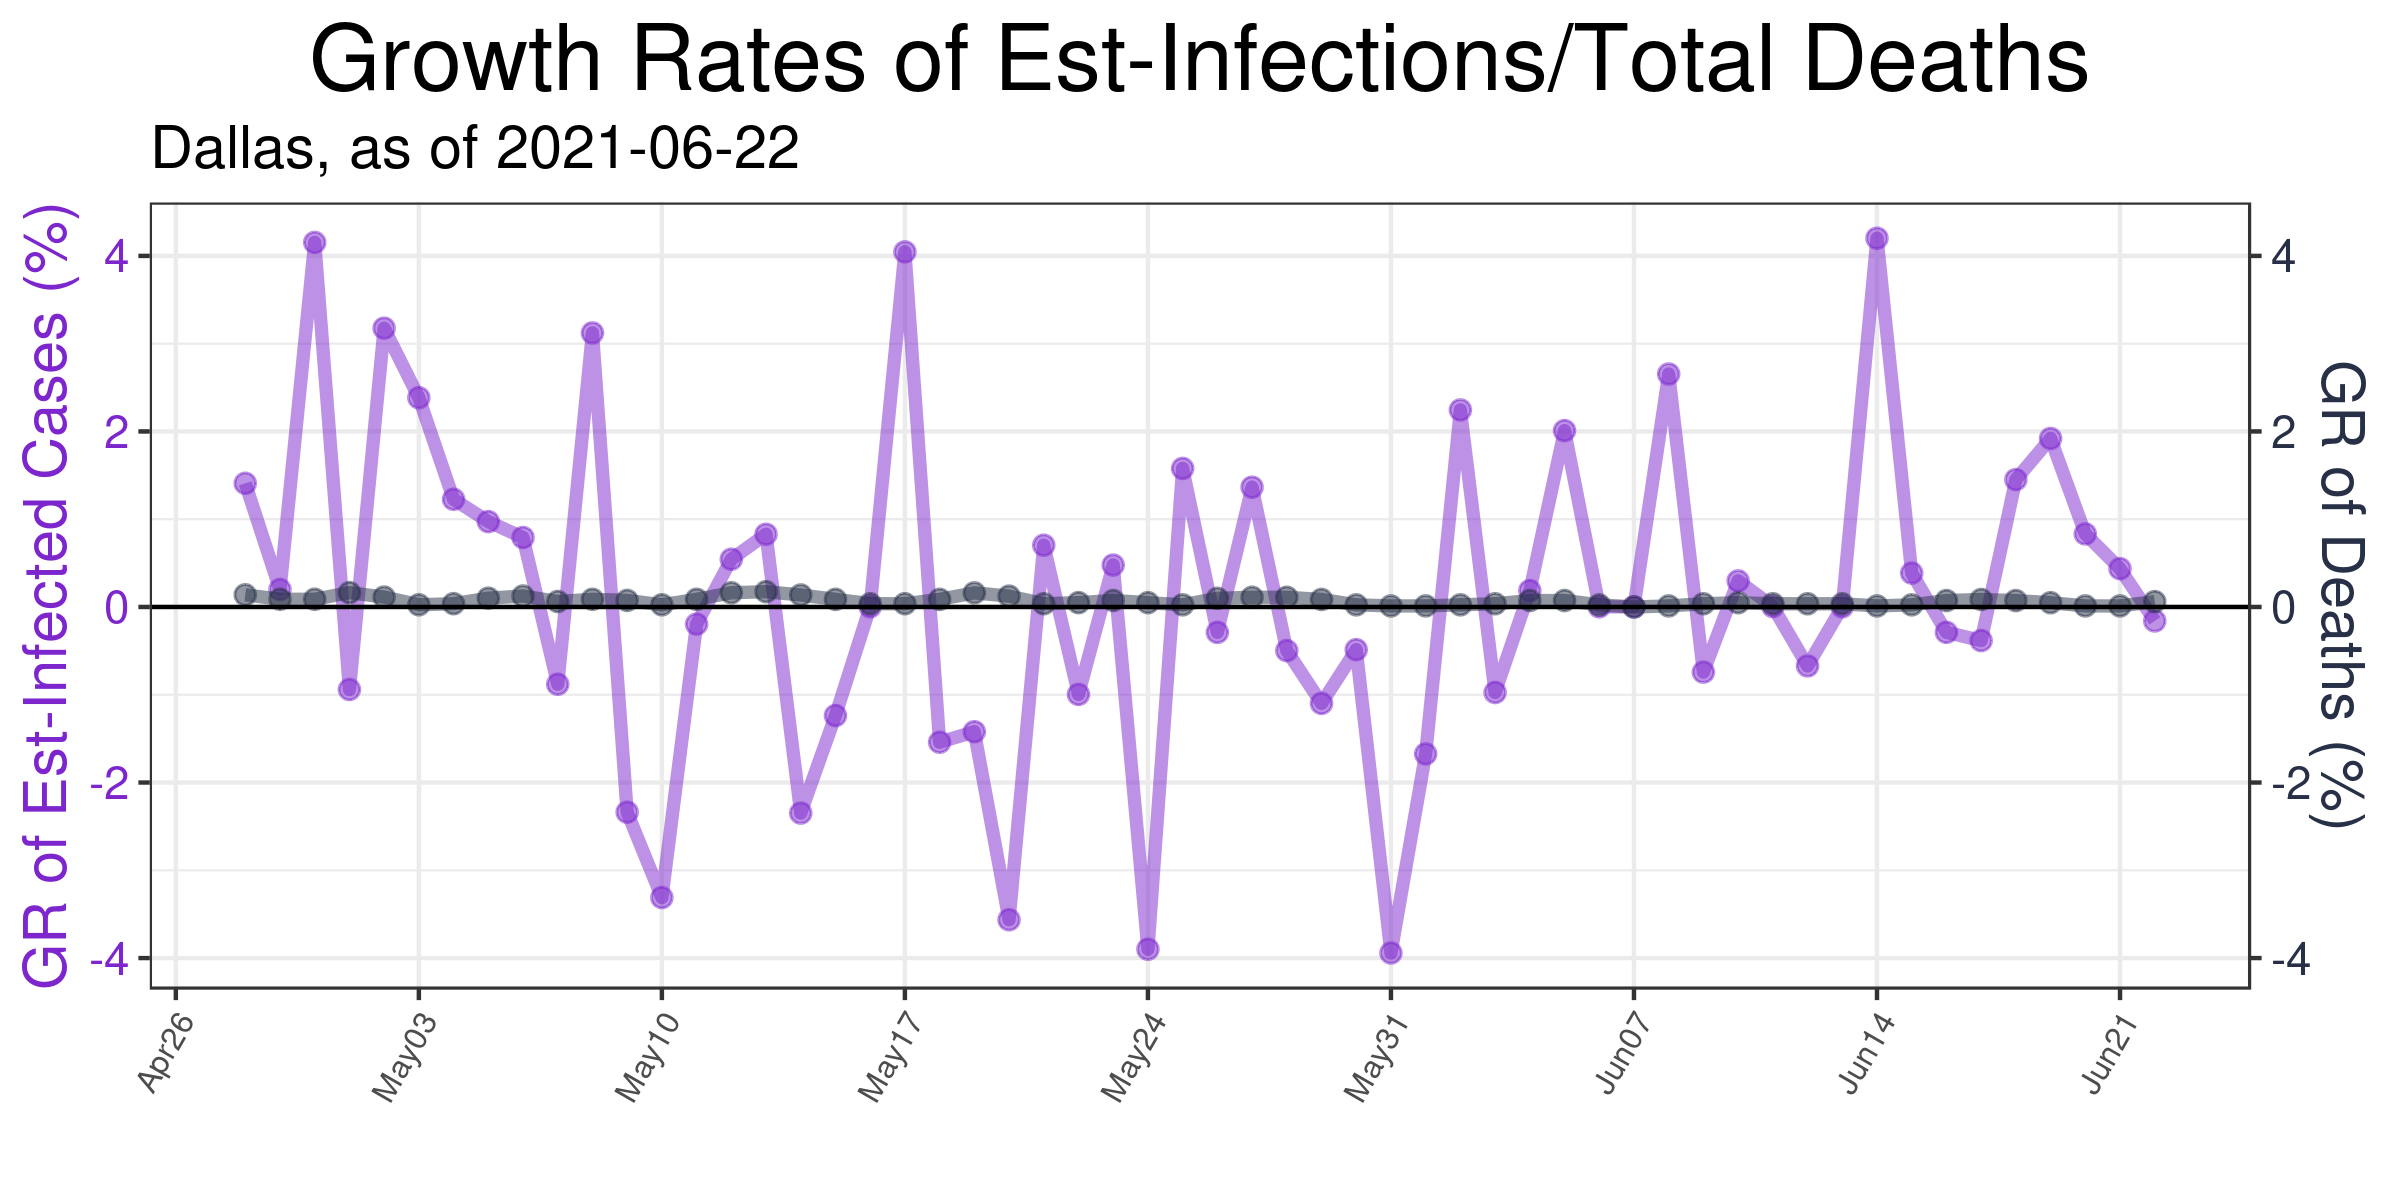 Growth Rates of Est-Infections/Total Deaths
Dallas, as of 2021-06-22
GR of Est-Infected Cases (%)
4
2
0
-2
-4
4
2
0
-2
-4
GR of Deaths (%)
Apr26
May03
May10
May17
May24
May31
Jun07
Jun14
Jun21